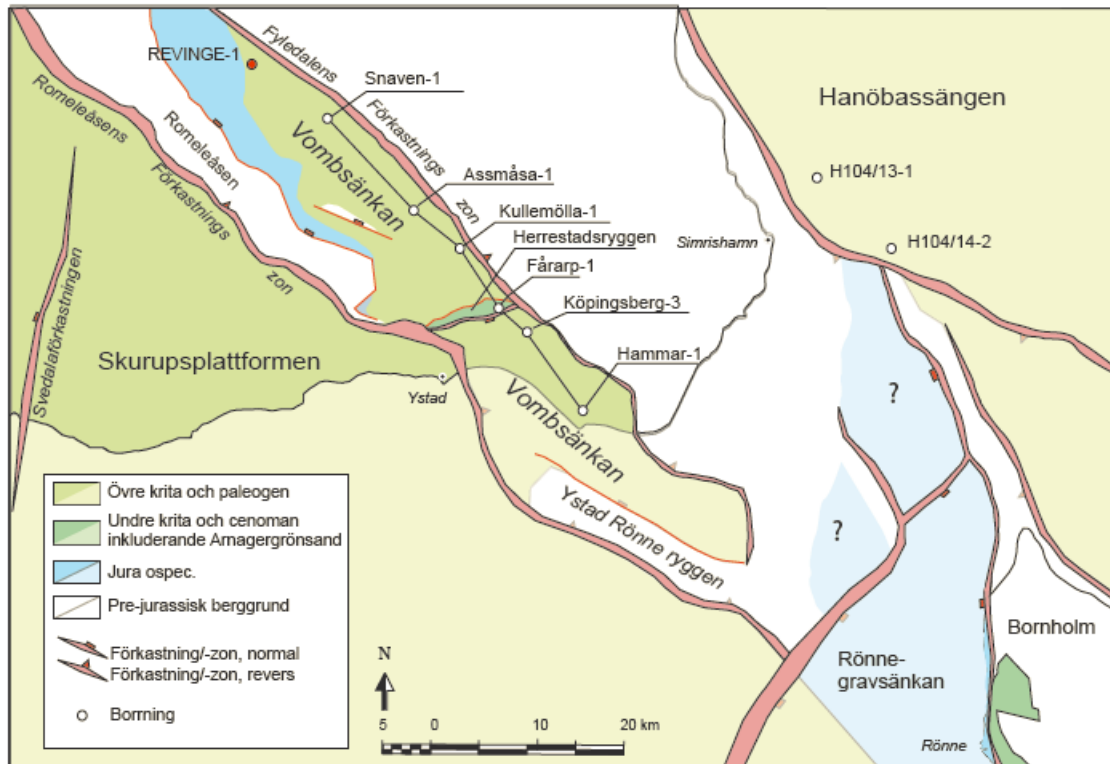 REVINGE-1
Fyledalens
Förkastnings
zon
Snaven-1
Hanöbassängen
Romeleåsens
Förkastnings
zon
Romeleåsen
Vombsänkan
Assmåsa-1
H104/13-1
Kullemölla-1
Herrestadsryggen
Simrishamn
H104/14-2
Fårarp-1
Köpingsberg-3
Svedalaförkastningen
Skurupsplattformen
Hammar-1
Ystad
Vombsänkan
?
?
Ystad Rönne ryggen
Övre krita och paleogen
Undre krita och cenoman
inkluderande Arnagergrönsand
Jura ospec.
Pre-jurassisk berggrund
Förkastning/-zon, normal
Förkastning/-zon, revers
Borrning
N
5 0 10 20 km
Bornholm
Rönne-
gravsänkan
Rönne